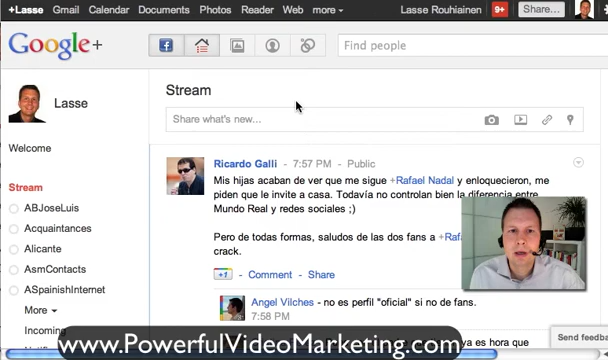 +Lasse Gmail Calendar Documents Photos Reader Web more Lasse Rouhiainen 9+ Share...
Google+
Find people
Lasse
Stream
Share what's new...
Welcome
Stream
ABJoseLuis
Acquaintances
Alicante
AsmContacts
ASpanishInternet
More
Incoming
Ricardo Galli - 7:57 PM - Public
Mis hijas acaban de ver que me sigue +Rafael Nadal y enloquecieron, me
piden que le invite a casa. Todavía no controlan bien la diferencia entre
Mundo Real y redes sociales ;)
Pero de todas formas, saludos de las dos fans a +Rafa
crack.
+1 - Comment - Share
Angel Vilches - no es perfil "oficial" si no de fans.
7:58 PM
y es hora que
Send feedba
www.PowerfulVideoMarketing.com